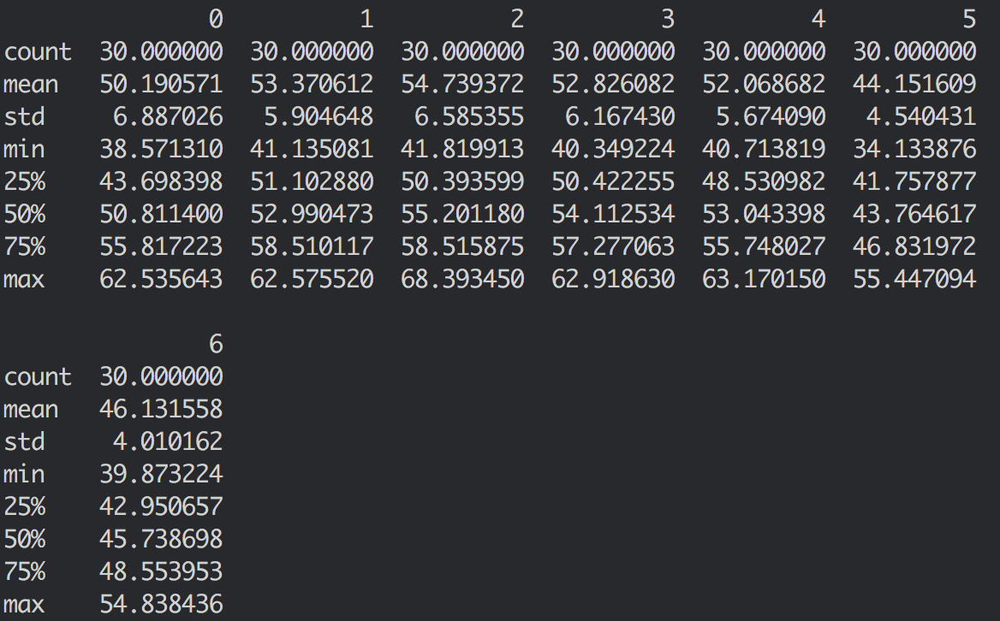 0 1 2 3 4 5
count 30.000000 30.000000 30.000000 30.000000 30.000000 30.000000
mean 50.190571 53.370612 54.739372 52.826082 52.068682 44.151609
std 6.887026 5.904648 6.585355 6.167430 5.674090 4.540431
min 38.571310 41.135081 41.819913 40.349224 40.713819 34.133876
25% 43.698398 51.102880 50.393599 50.422255 48.530982 41.757877
50% 50.811400 52.990473 55.201180 54.112534 53.043398 43.764617
75% 55.817223 58.510117 58.515875 57.277063 55.748027 46.831972
max 62.535643 62.575520 68.393450 62.918630 63.170150 55.447094
6
count 30.000000
mean 46.131558
std 4.010162
min 39.873224
25% 42.950657
50% 45.738698
75% 48.553953
max 54.838436